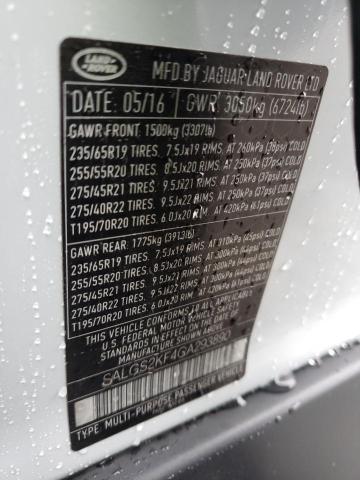 LAND ROVER
MFD BY JAGUAR LAND ROVER LTD
DATE: 05/16 GWR: 3050kg (6724lb)
GAWR FRONT: 1500kg (3307lb)
235/65R19 TIRES. 7.5Jx19 RIMS. AT 260kPa (38psi) COLD
255/55R20 TIRES. 8.5Jx20 RIMS. AT 250kPa (37psi) COLD
275/45R21 TIRES. 9.5Jx21 RIMS. AT 250kPa (37psi) COLD
275/40R22 TIRES. 9.5Jx22 RIMS. AT 250kPa (37psi) COLD
T195/70R20 TIRES. 6.0Jx20 RIMS. AT 420kPa (61psi) COLD
GAWR REAR: 1775kg (3913lb)
235/65R19 TIRES. 7.5Jx19 RIMS. AT 310kPa (45psi) COLD
255/55R20 TIRES. 8.5Jx20 RIMS. AT 300kPa (44psi) COLD
275/45R21 TIRES. 9.5Jx21 RIMS. AT 300kPa (44psi) COLD
275/40R22 TIRES. 9.5Jx22 RIMS. AT 300kPa (44psi) COLD
T195/70R20 TIRES. 6.0Jx20 RIMS. AT 420kPa (61psi) COLD
THIS VEHICLE CONFORMS TO ALL APPLICABLE
U.S. FEDERAL MOTOR VEHICLE SAFETY
STANDARDS IN EFFECT ON THE DATE OF
MANUFACTURE SHOWN ABOVE.
SALGS2KF4GA293890
TYPE: MULTI-PURPOSE PASSENGER VEHICLE